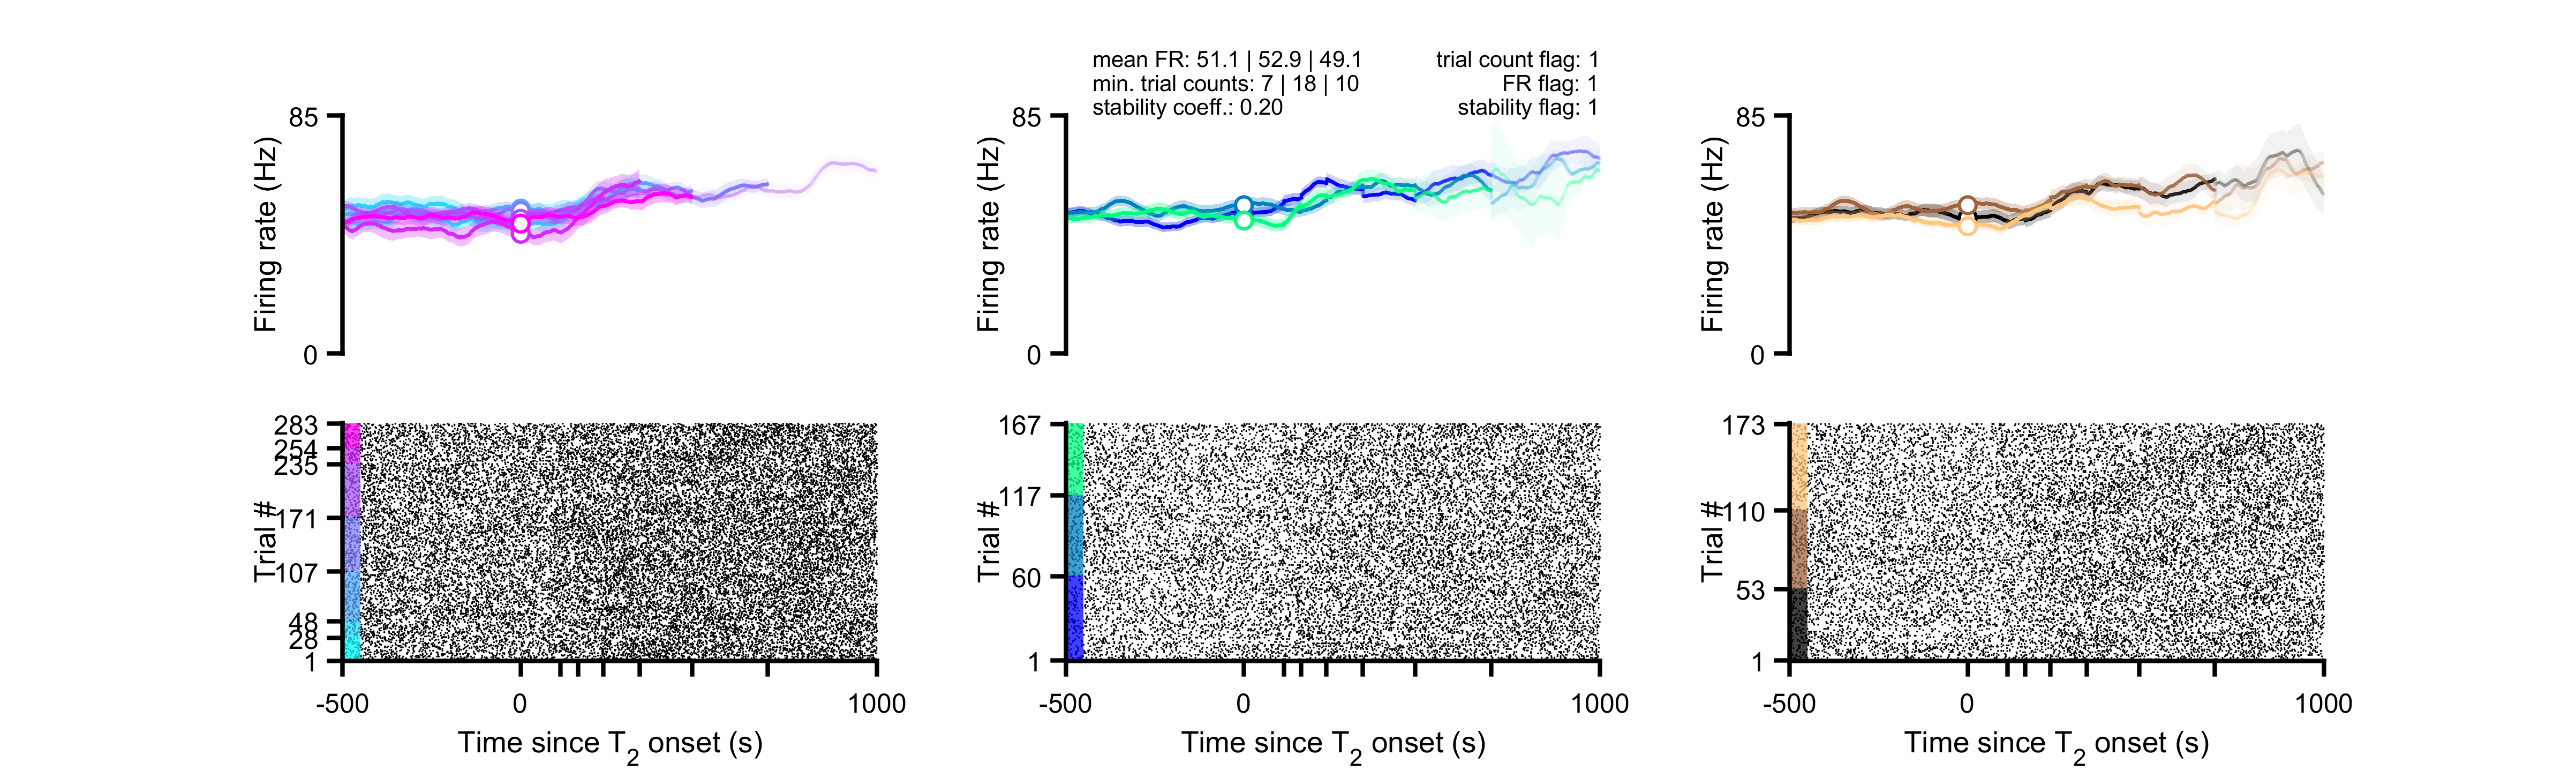 mean FR: 51.1 | 52.9 | 49.1
min. trial counts: 7 | 18 | 10
stability coeff.: 0.20
trial count flag: 1
FR flag: 1
stability flag: 1
85
Firing rate (Hz)
0
85
Firing rate (Hz)
0
85
Firing rate (Hz)
0
283
254
235
171
107
48
28
1
Trial #
-500
0
1000
Time since T2 onset (s)
167
117
60
1
Trial #
-500
0
1000
Time since T2 onset (s)
173
110
53
1
Trial #
-500
0
1000
Time since T2 onset (s)